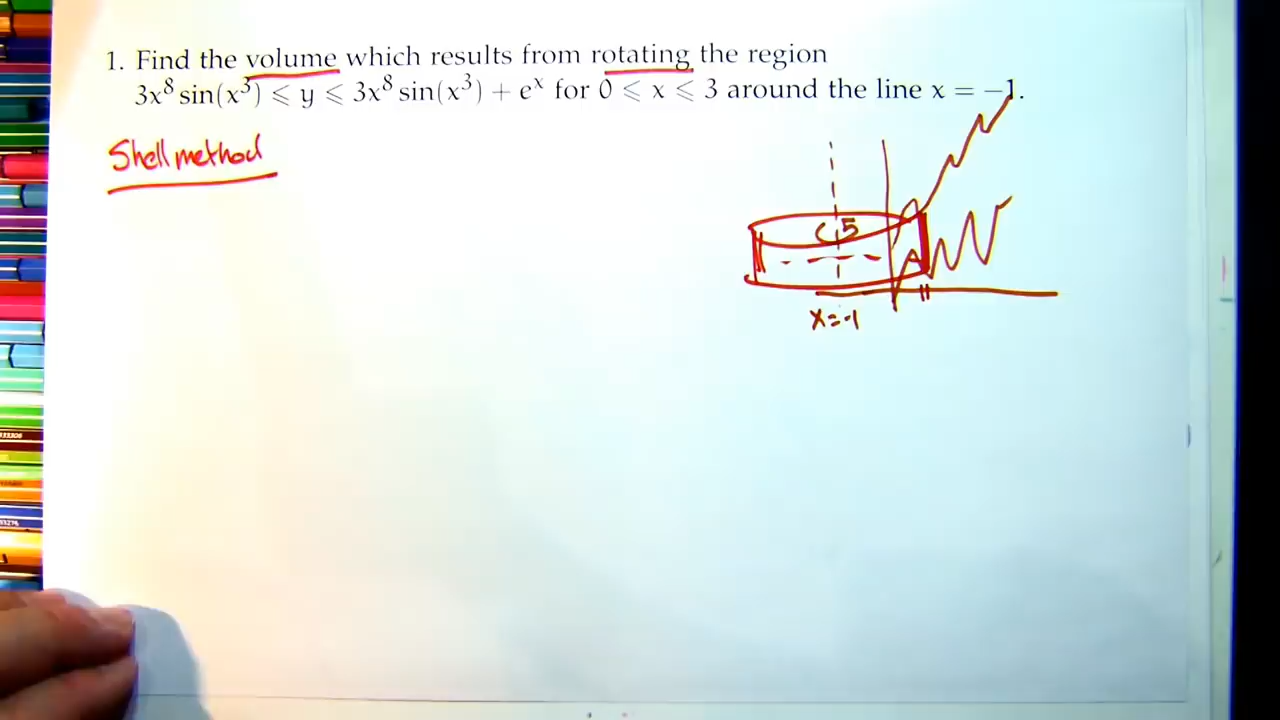 1. Find the volume which results from rotating the region
3x⁸ sin(x³) ⩽ y ⩽ 3x⁸ sin(x³) + eˣ for 0 ⩽ x ⩽ 3 around the line x = −1.
Shell method
x=-1